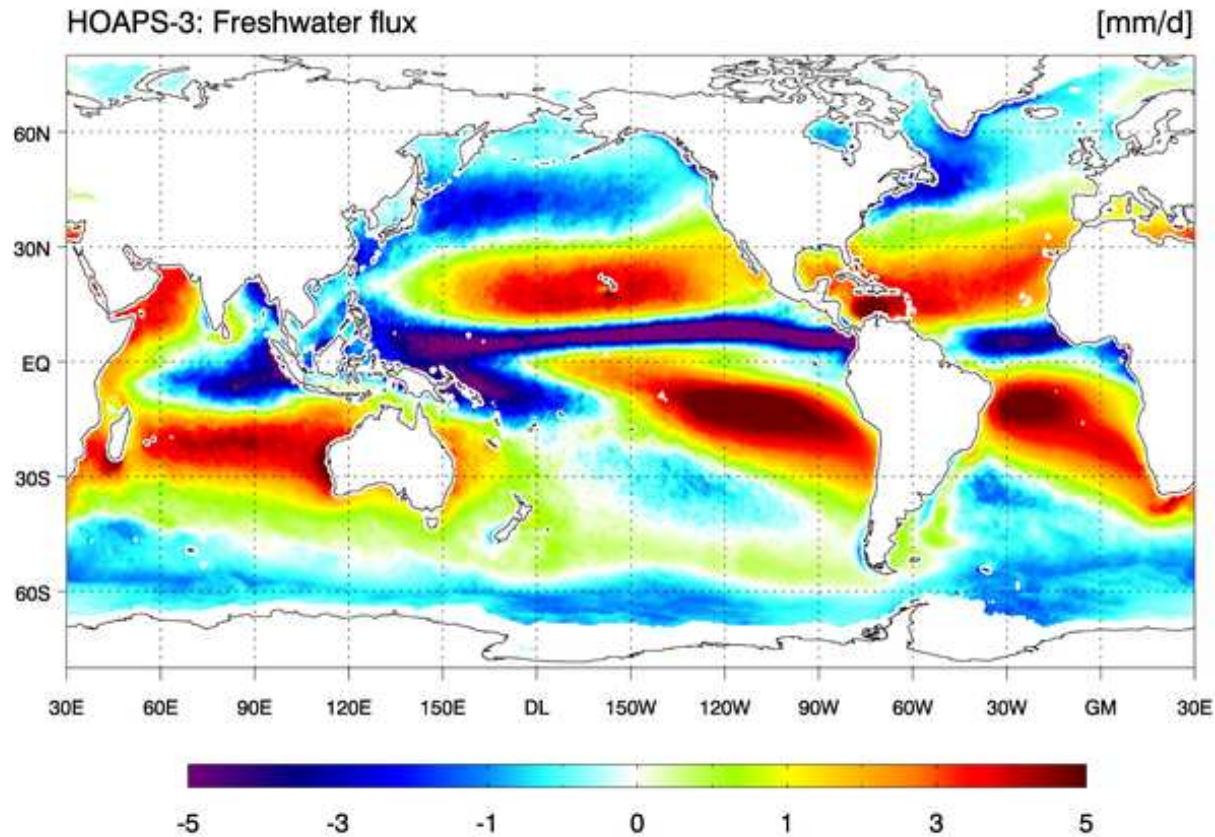 HOAPS-3: Freshwater flux [mm/d]
60N
30N
EQ
30S
60S
30E 60E 90E 120E 150E DL 150W 120W 90W 60W 30W GM 30E
-5 -3 -1 0 1 3 5